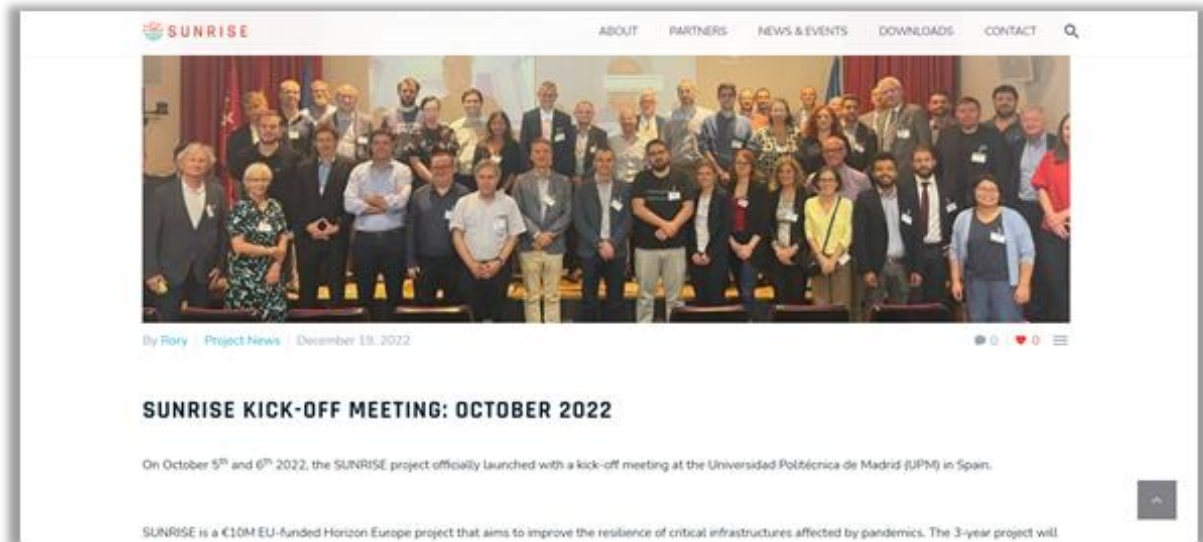 SUNRISE
ABOUT PARTNERS NEWS & EVENTS DOWNLOADS CONTACT
By Rory | Project News | December 19, 2022
0 0
SUNRISE KICK-OFF MEETING: OCTOBER 2022
On October 5th and 6th 2022, the SUNRISE project officially launched with a kick-off meeting at the Universidad Politécnica de Madrid (UPM) in Spain.
SUNRISE is a €10M EU-funded Horizon Europe project that aims to improve the resilience of critical infrastructures affected by pandemics. The 3-year project will